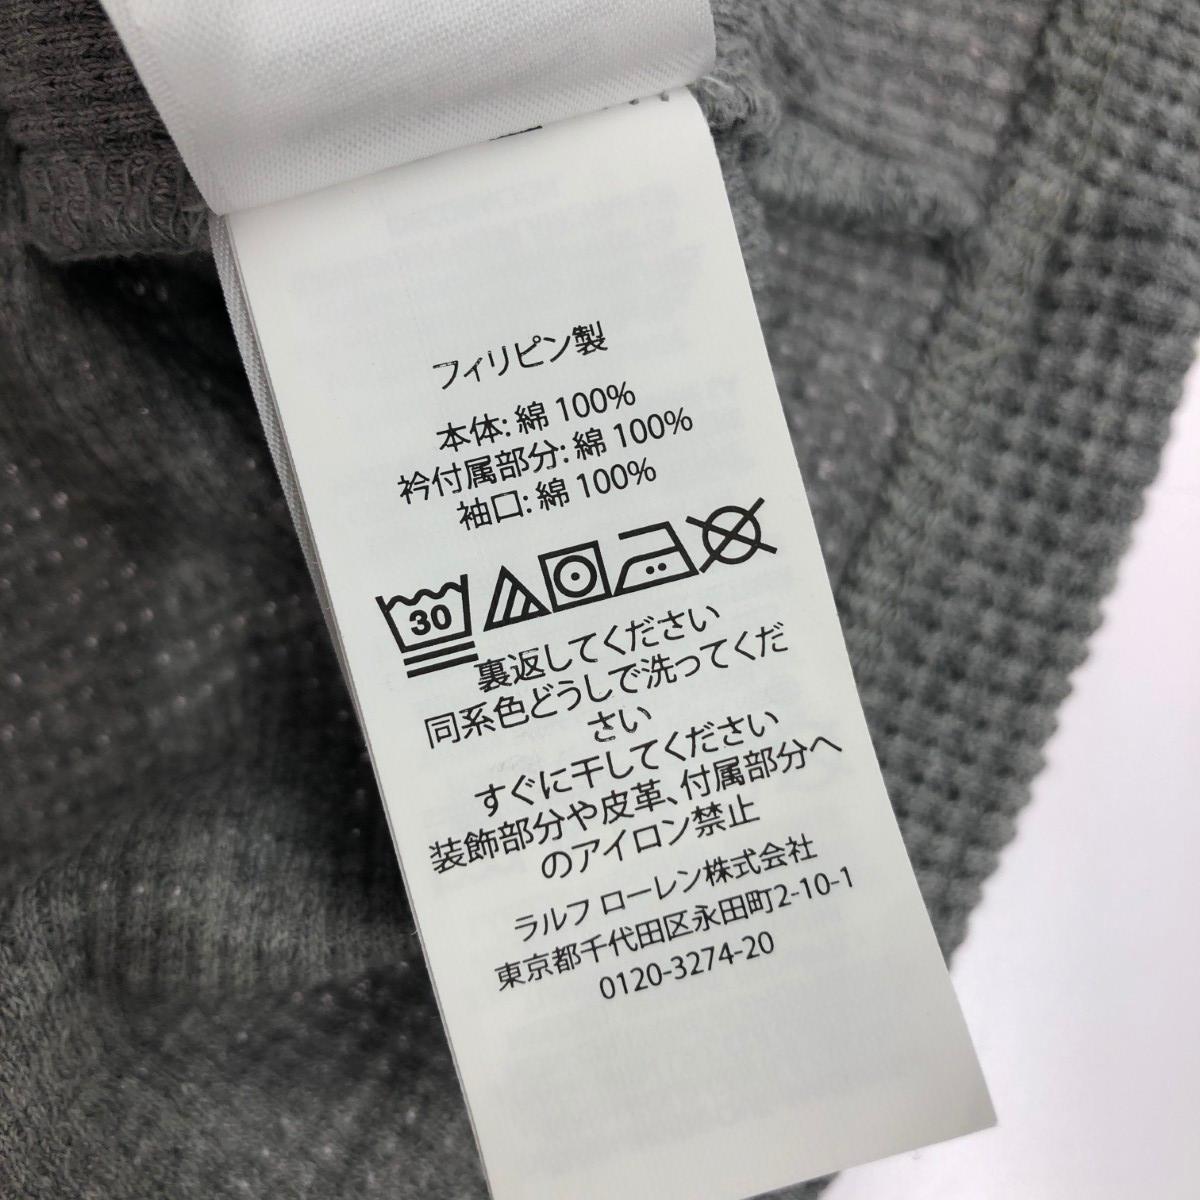 フィリピン製
本体: 綿 100%
衿付属部分: 綿 100%
袖口: 綿 100%
30
裏返してください
同系色どうしで洗ってくだ
さい
すぐに干してください
装飾部分や皮革、付属部分へ
のアイロン禁止
ラルフ ローレン株式会社
東京都千代田区永田町2-10-1
0120-3274-20